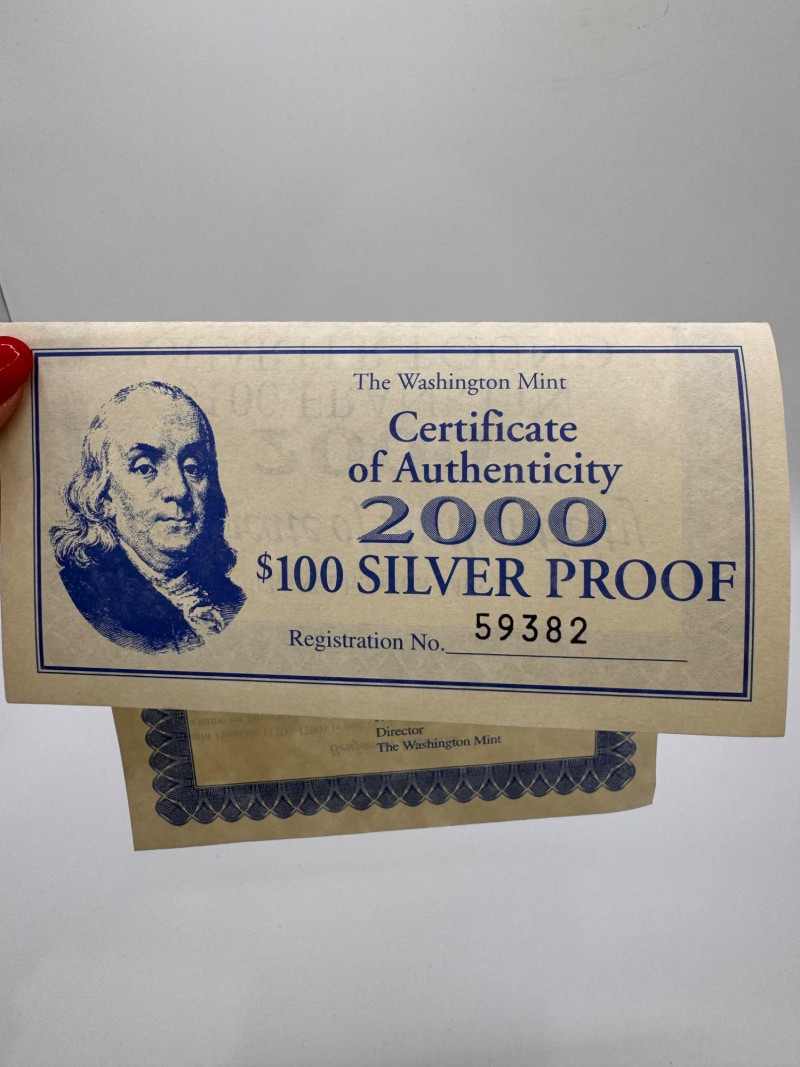 The Washington Mint
Certificate
of Authenticity
2000
$100 SILVER PROOF
Registration No. 59382
Director
The Washington Mint